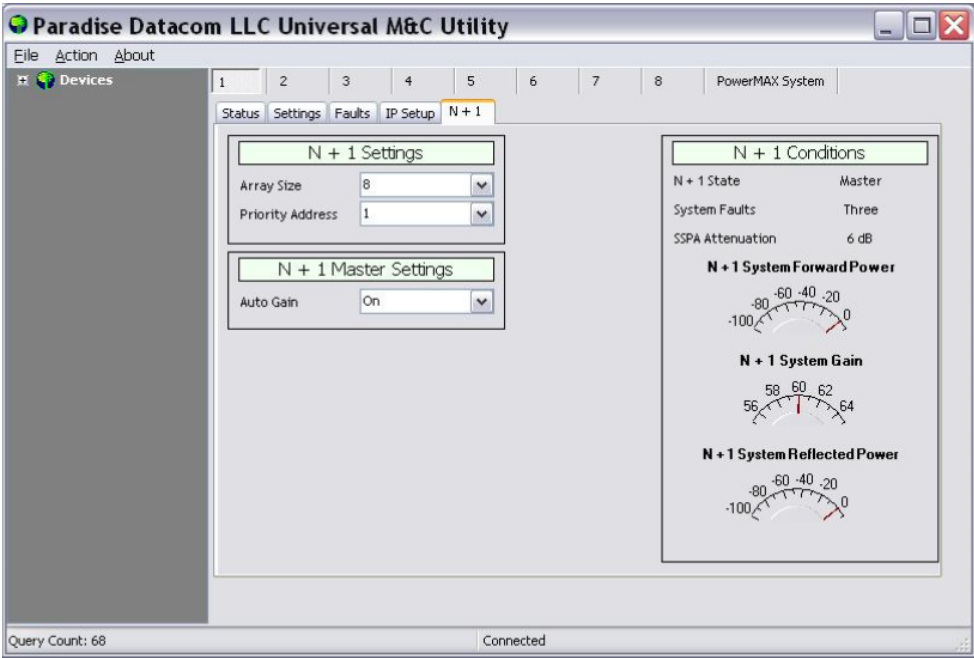 Paradise Datacom LLC Universal M&C Utility
File Action About
Devices
1 2 3 4 5 6 7 8 PowerMAX System
Status Settings Faults IP Setup N + 1
N + 1 Settings
Array Size 8
Priority Address 1
N + 1 Master Settings
Auto Gain On
N + 1 Conditions
N + 1 State Master
System Faults Three
SSPA Attenuation 6 dB
N + 1 System Forward Power
-100 -80 -60 -40 -20 0
N + 1 System Gain
56 58 60 62 64
N + 1 System Reflected Power
-100 -80 -60 -40 -20 0
Query Count: 68
Connected